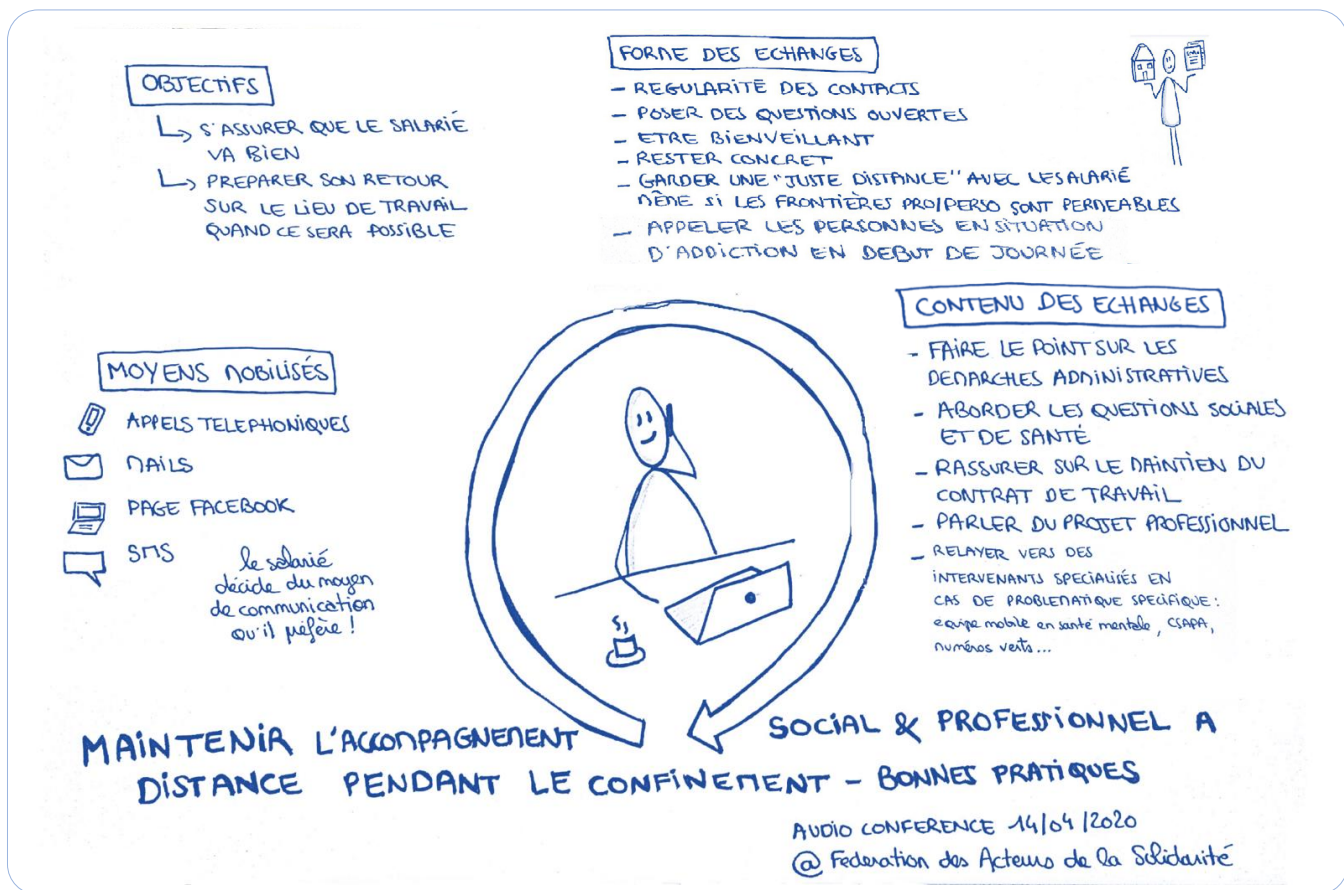 OBJECTIFS
S'ASSURER QUE LE SALARIÉ
VA BIEN
PREPARER SON RETOUR
SUR LE LIEU DE TRAVAIL
QUAND CE SERA POSSIBLE
FORME DES ECHANGES
- REGULARITÉ DES CONTACTS
- POSER DES QUESTIONS OUVERTES
- ETRE BIENVEILLANT
- RESTER CONCRET
- GARDER UNE "JUSTE DISTANCE" AVEC LE SALARIÉ
MÊME SI LES FRONTIÈRES PRO/PERSO SONT PERMEABLES
- APPELER LES PERSONNES EN SITUATION
D'ADDICTION EN DEBUT DE JOURNÉE
MOYENS MOBILISÉS
APPELS TELEPHONIQUES
MAILS
PAGE FACEBOOK
SMS
le salarié
décide du moyen
de communication
qu'il préfère !
CONTENU DES ECHANGES
- FAIRE LE POINT SUR LES
DEMARCHES ADMINISTRATIVES
- ABORDER LES QUESTIONS SOCIALES
ET DE SANTÉ
- RASSURER SUR LE MAINTIEN DU
CONTRAT DE TRAVAIL
- PARLER DU PROJET PROFESSIONNEL
- RELAYER VERS DES
INTERVENANTS SPECIALISÉS EN
CAS DE PROBLEMATIQUE SPECIFIQUE :
equipe mobile en santé mentale, CSAPA,
numéros verts...
MAINTENIR L'ACCOMPAGNEMENT SOCIAL & PROFESSIONNEL A
DISTANCE PENDANT LE CONFINEMENT - BONNES PRATIQUES
AUDIO CONFERENCE 14/04/2020
@ Federation des Acteurs de la Solidarité